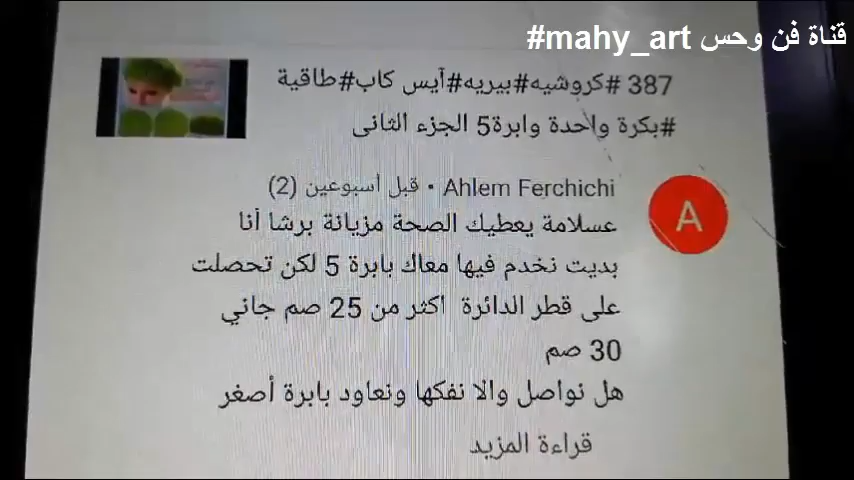 قناة فن وحس mahy_art#
387 #كروشيه#بيريه#آيس كاب#طاقية
#بكرة واحدة وابرة5 الجزء الثانى
Ahlem Ferchichi • قبل أسبوعين (2)
A
عسلامة يعطيك الصحة مزيانة برشا أنا
بديت نخدم فيها معاك بابرة 5 لكن تحصلت
على قطر الدائرة اكثر من 25 صم جاني
30 صم
هل نواصل والا نفكها ونعاود بابرة أصغر
قراءة المزيد